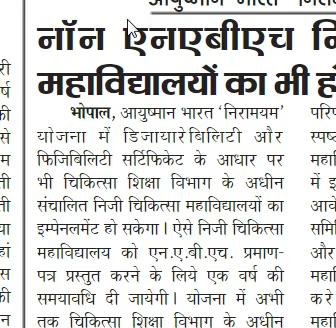 नॉन एनएबीएच
महाविद्यालयों का भी
भोपाल, आयुष्मान भारत ‘निरामयम’
योजना में डिजायारेबिलिटी और
फिजिबिलिटी सर्टिफिकेट के आधार पर
भी चिकित्सा शिक्षा विभाग के अधीन
संचालित निजी चिकित्सा महाविद्यालयों का
इम्पेनलमेंट हो सकेगा। ऐसे निजी चिकित्सा
महाविद्यालय को एन.ए.बी.एच. प्रमाण-
पत्र प्रस्तुत करने के लिये एक वर्ष की
समयावधि दी जायेगी। योजना में अभी
तक चिकित्सा शिक्षा विभाग के अधीन